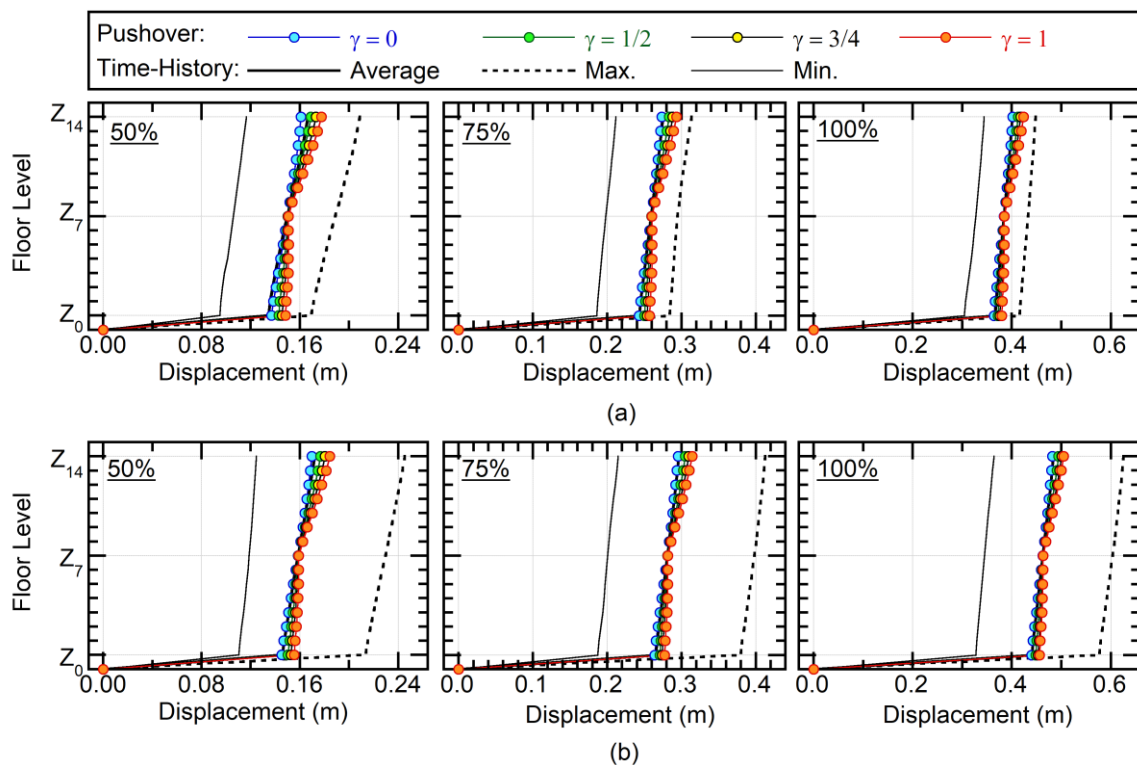 Pushover: γ = 0 γ = 1/2 γ = 3/4 γ = 1
Time-History: Average Max. Min.
Floor Level
Z14
Z7
Z0
50%
75%
100%
0.00 0.08 0.16 0.24
0.0 0.1 0.2 0.3 0.4
0.0 0.2 0.4 0.6
Displacement (m)
Displacement (m)
Displacement (m)
(a)
Floor Level
Z14
Z7
Z0
50%
75%
100%
0.00 0.08 0.16 0.24
0.0 0.1 0.2 0.3 0.4
0.0 0.2 0.4 0.6
Displacement (m)
Displacement (m)
Displacement (m)
(b)